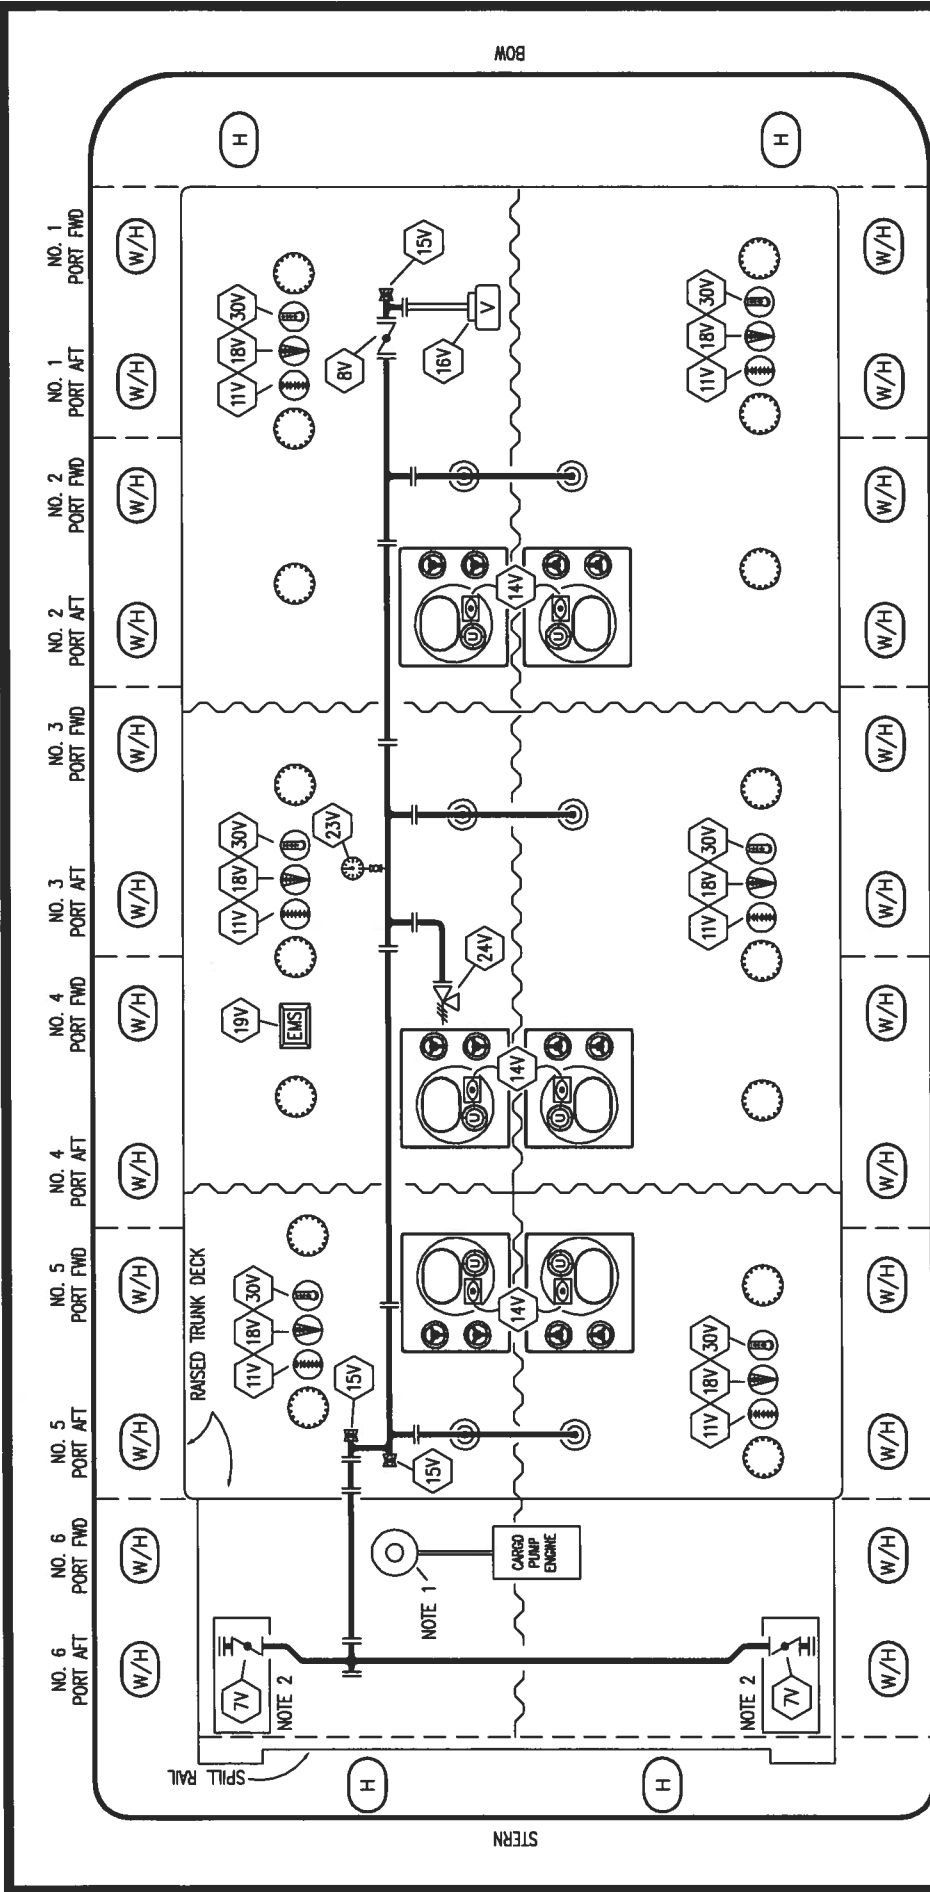 BOW
H
H
NO. 1
PORT FWD
W/H
NO. 1
PORT AFT
W/H
NO. 2
PORT FWD
W/H
NO. 2
PORT AFT
W/H
NO. 3
PORT FWD
W/H
NO. 3
PORT AFT
W/H
NO. 4
PORT FWD
W/H
NO. 4
PORT AFT
W/H
NO. 5
PORT FWD
W/H
NO. 5
PORT AFT
W/H
NO. 6
PORT FWD
W/H
NO. 6
PORT AFT
W/H
30V
18V
11V
15V
8V
16V
V
30V
18V
11V
14V
U
U
30V
18V
11V
23V
24V
19V
EMS
30V
18V
11V
14V
U
U
RAISED TRUNK DECK
30V
18V
11V
15V
15V
14V
U
U
30V
18V
11V
NOTE 1
CARGO
PUMP
ENGINE
7V
NOTE 2
7V
NOTE 2
SPILL RAIL
H
H
W/H
W/H
W/H
W/H
W/H
W/H
W/H
W/H
W/H
W/H
W/H
W/H
STERN